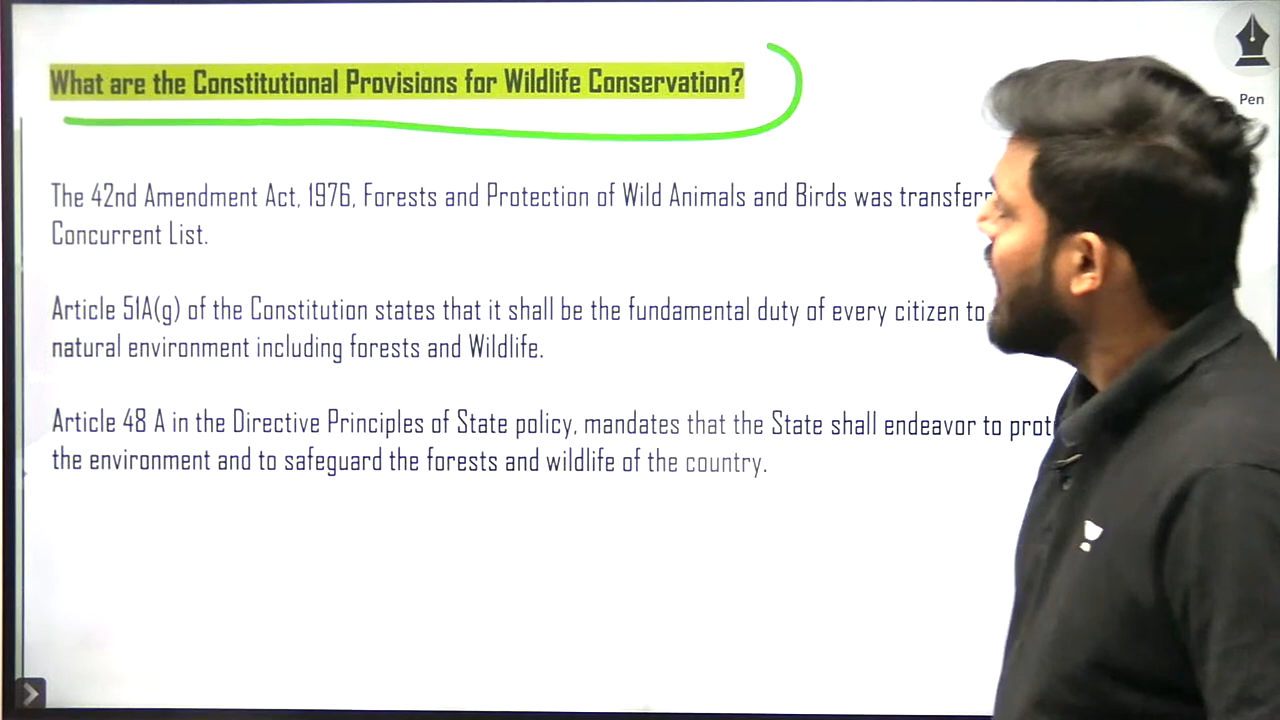 What are the Constitutional Provisions for Wildlife Conservation?
Pen
The 42nd Amendment Act, 1976, Forests and Protection of Wild Animals and Birds was
Concurrent List.
Article 51A(g) of the Constitution states that it shall be the fundamental duty of every citizen to
natural environment including forests and Wildlife.
Article 48 A in the Directive Principles of State policy, mandates that the State shall endeavor to
the environment and to safeguard the forests and wildlife of the country.